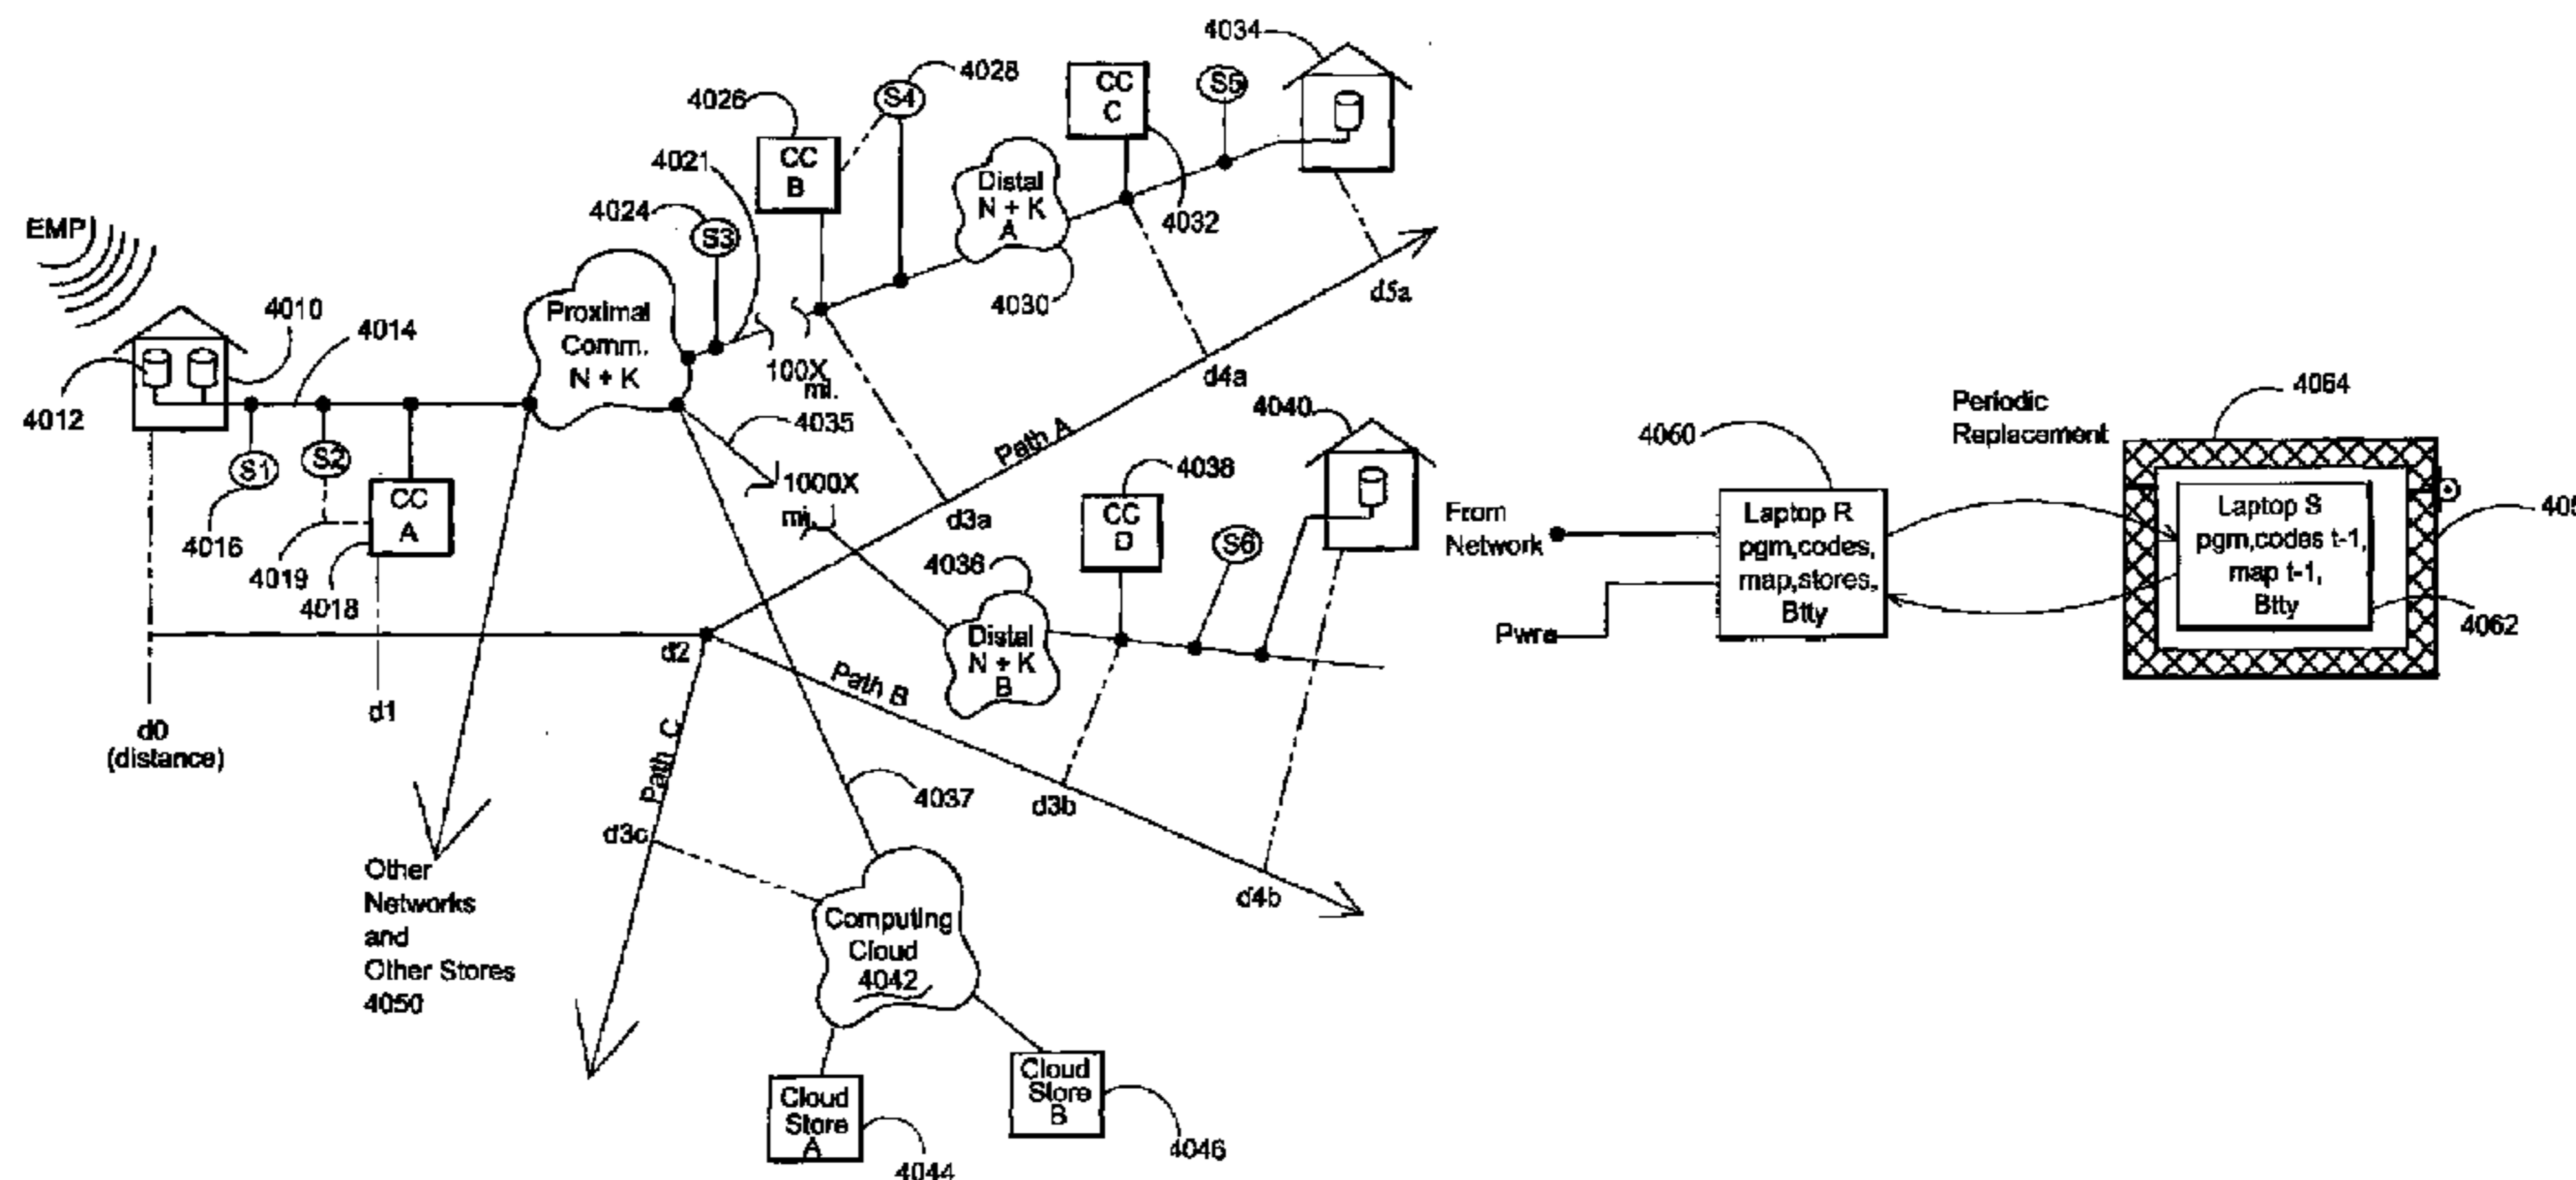 EMP
4010
4014
4012
S1
S2
4016
4019
4018
CC
A
d0
(distance)
d1
d2
Proximal
Comm.
N + K
4024
S3
4021
4026
CC
B
S4
4028
100X
mi.
Distal
N + K
A
4030
CC
C
4032
S5
4034
Path A
d3a
d4a
d5a
4035
1000X
mi.
4036
Distal
N + K
B
4038
CC
D
S6
4040
Path B
d3b
d4b
Path C
d3c
4037
Other
Networks
and
Other Stores
4050
Computing
Cloud
4042
Cloud
Store
A
4044
Cloud
Store
B
4046
From
Network
Pwre
4060
Laptop R
pgm,codes,
map,stores,
Btty
Periodic
Replacement
4064
Laptop S
pgm,codes t-1,
map t-1,
Btty
4062